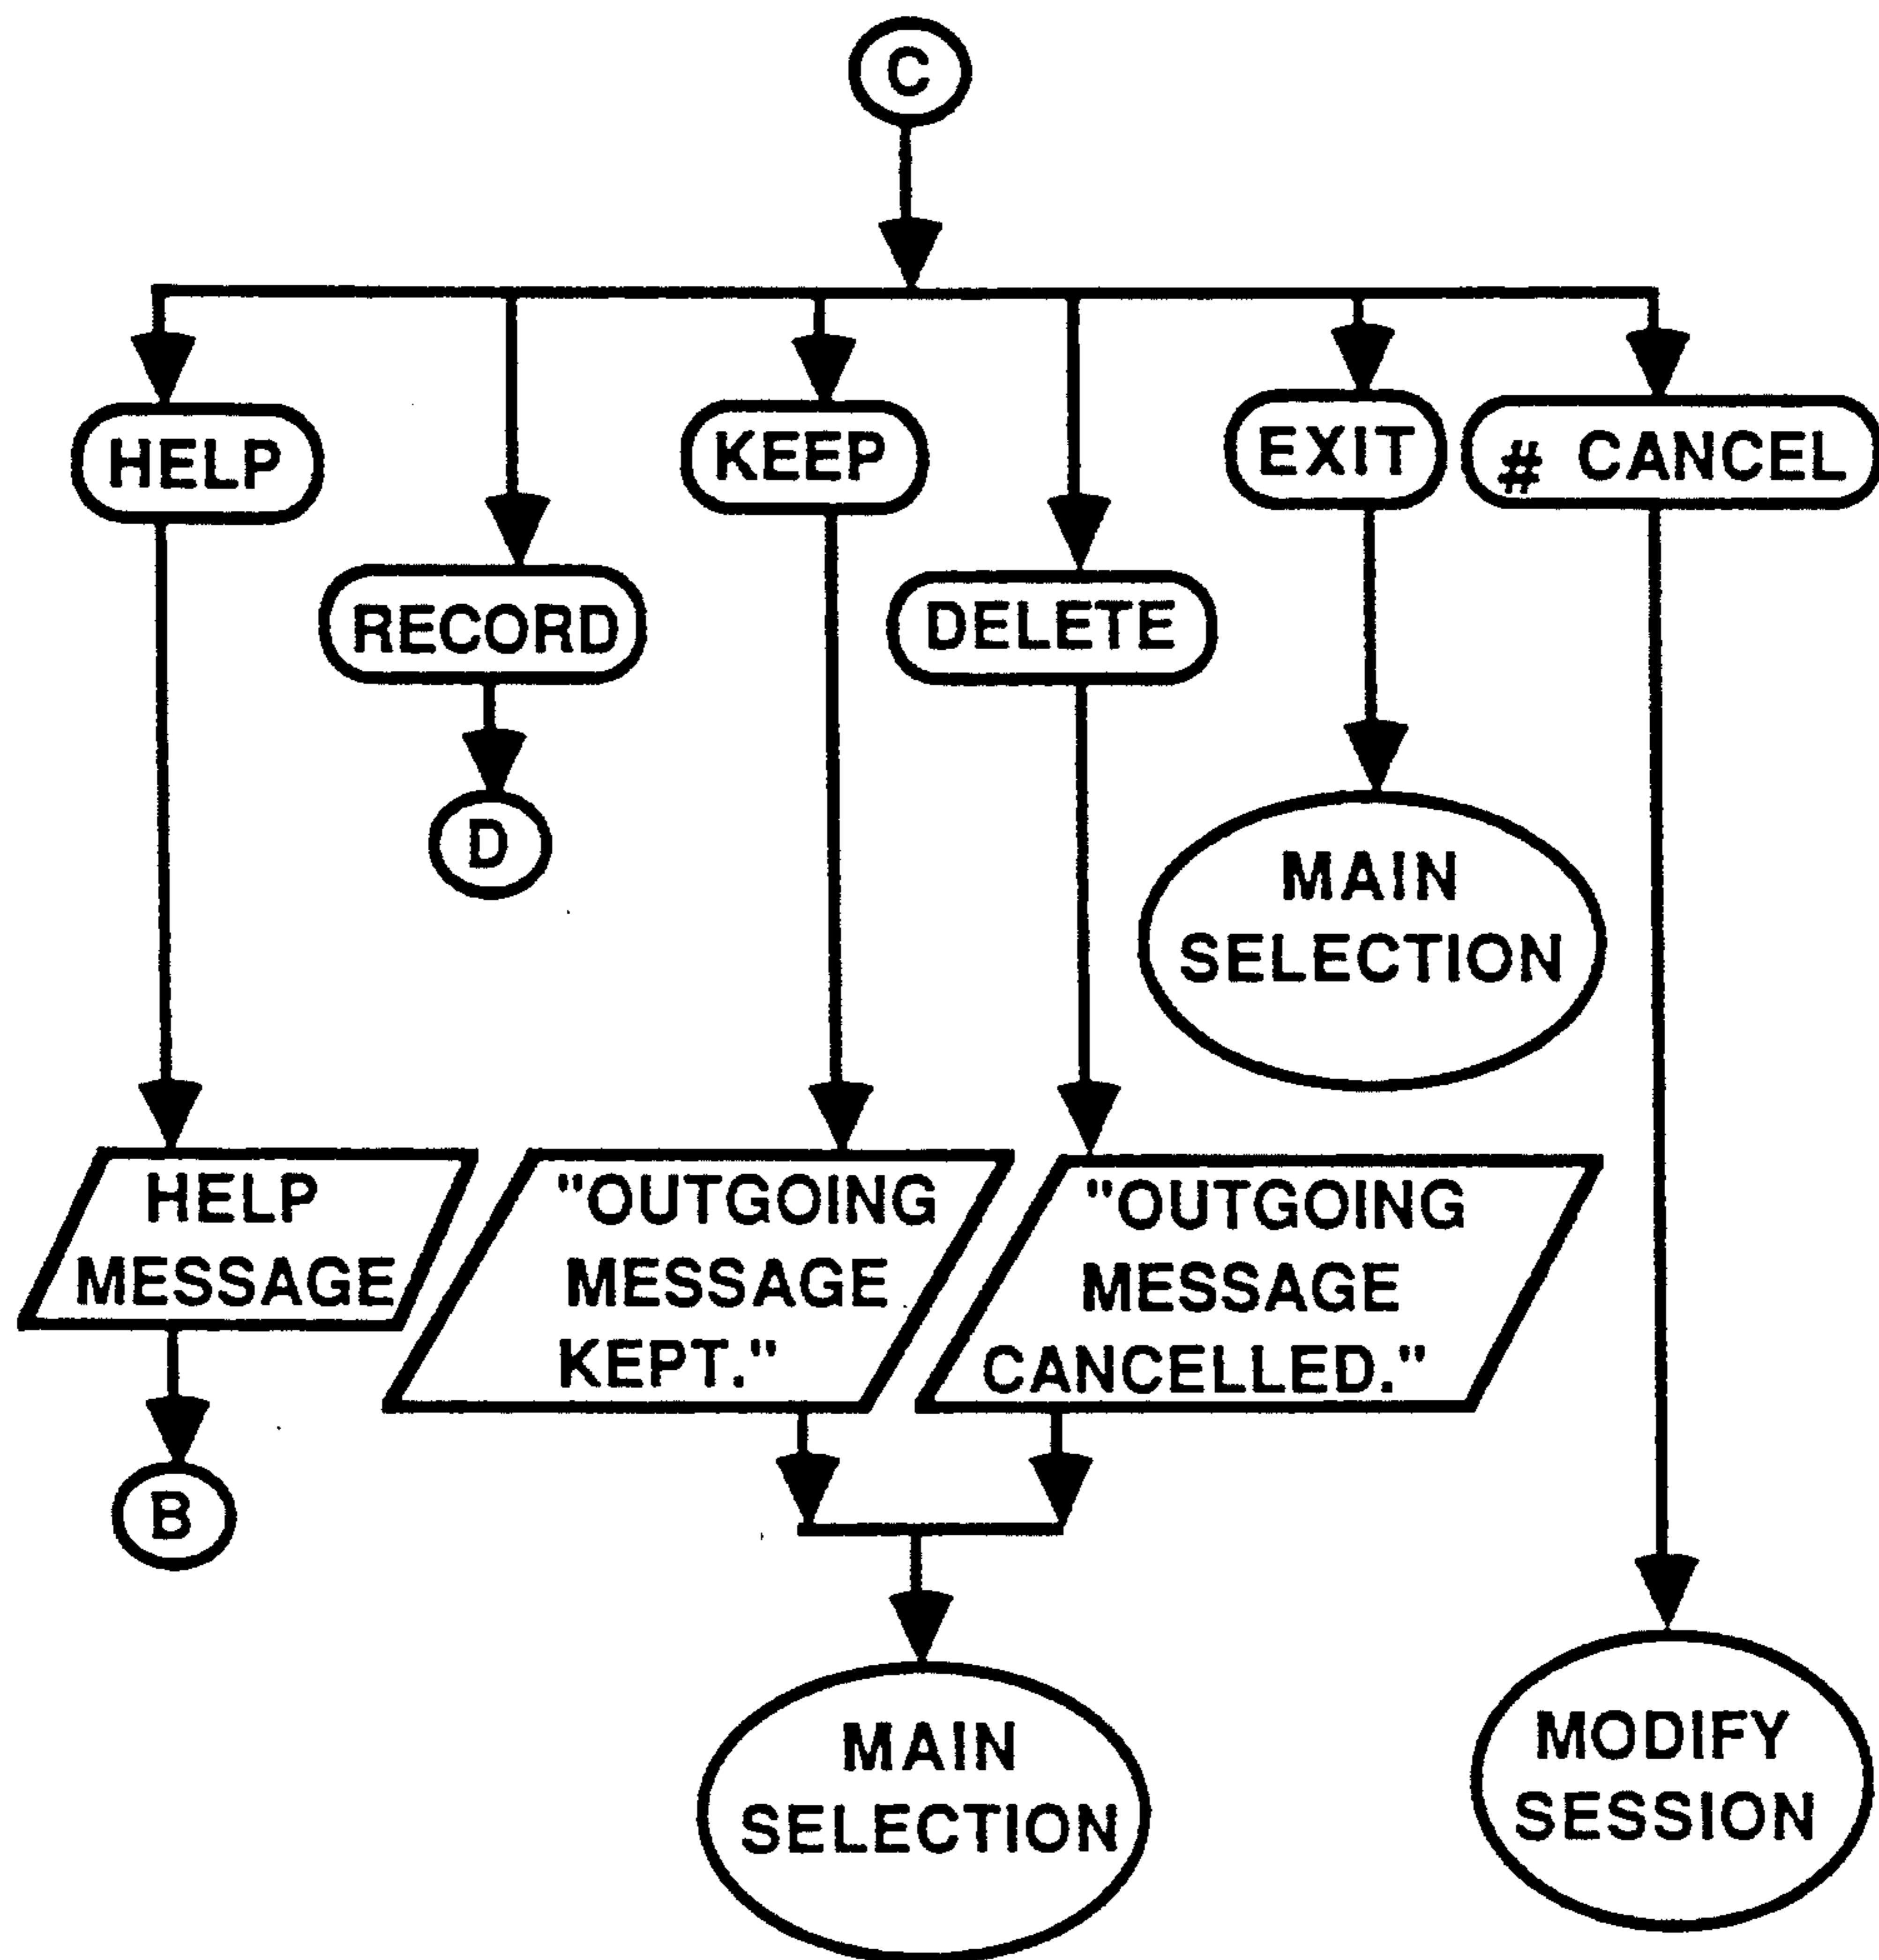 C
HELP
KEEP
EXIT
# CANCEL
RECORD
DELETE
D
MAIN
SELECTION
HELP
MESSAGE
"OUTGOING
MESSAGE
KEPT."
"OUTGOING
MESSAGE
CANCELLED."
B
MAIN
SELECTION
MODIFY
SESSION